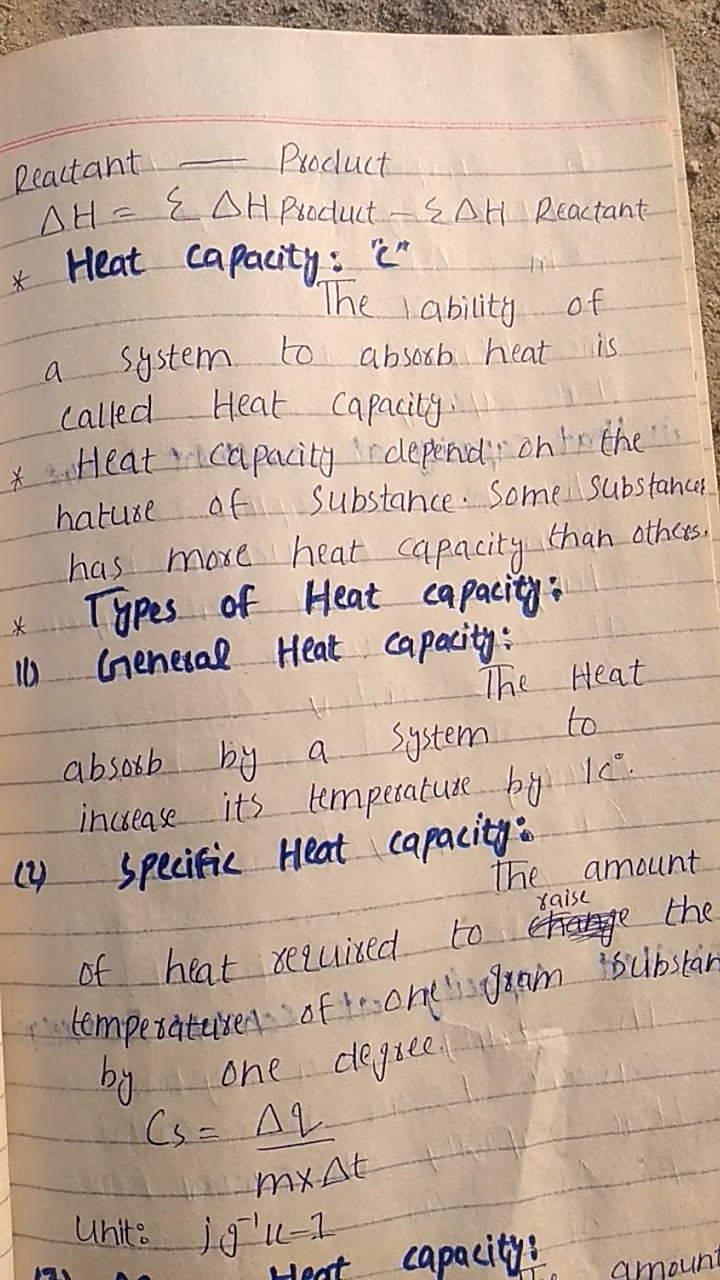 Reactant — Product
ΔH = Σ ΔH Product - Σ ΔH Reactant
* Heat capacity: "C"
The ability of
a system to absorb heat is
called Heat capacity.
* Heat capacity depend on the
nature of substance. Some substances
has more heat capacity than others.
* Types of Heat capacity:
(1) General Heat capacity:
The Heat
absorb by a system to
increase its temperature by 1c°.
(2) Specific Heat capacity:
The amount
raise
of heat required to change the
temperature of one gram substan
by one degree.
Cs = Δq
m×Δt
Unit: jg⁻¹k-1
Heat capacity:
amount